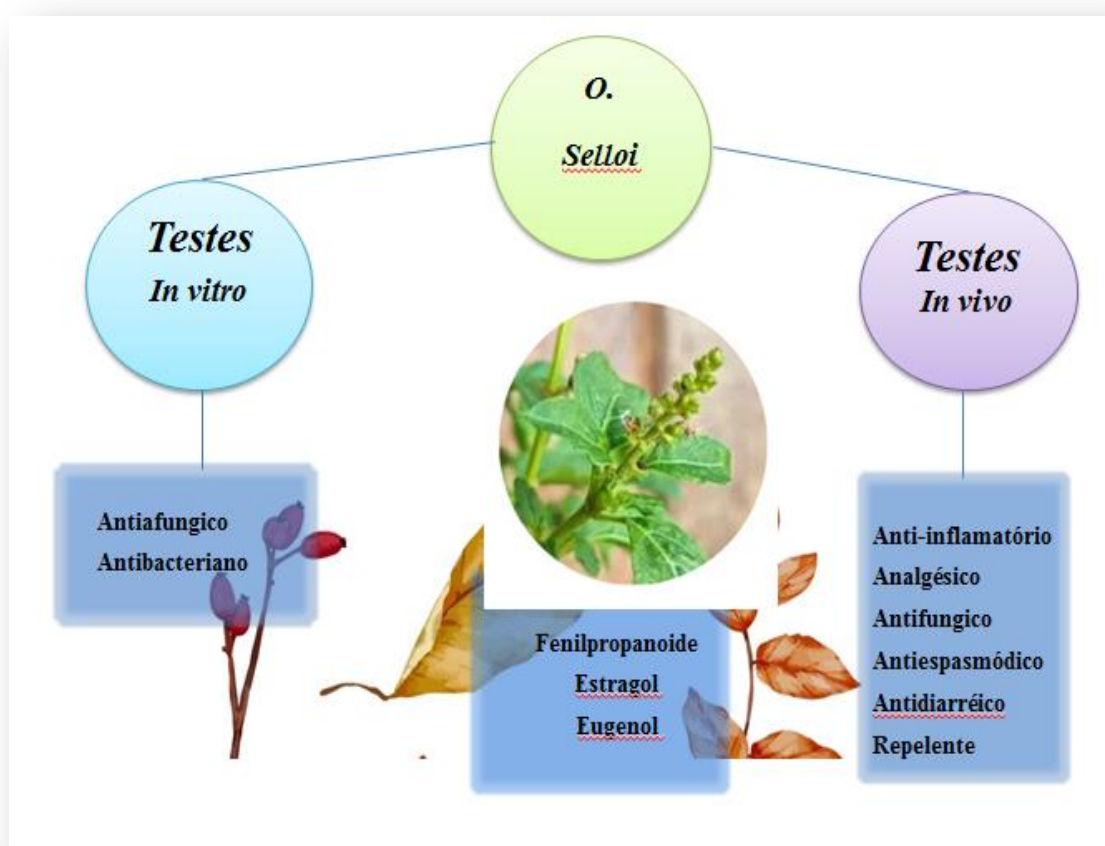 O.
Selloi
Testes
In vitro
Testes
In vivo
Antiafungico
Antibacteriano
Fenilpropanoide
Estragol
Eugenol
Anti-inflamatório
Analgésico
Antifungico
Antiespasmódico
Antidiarréico
Repelente